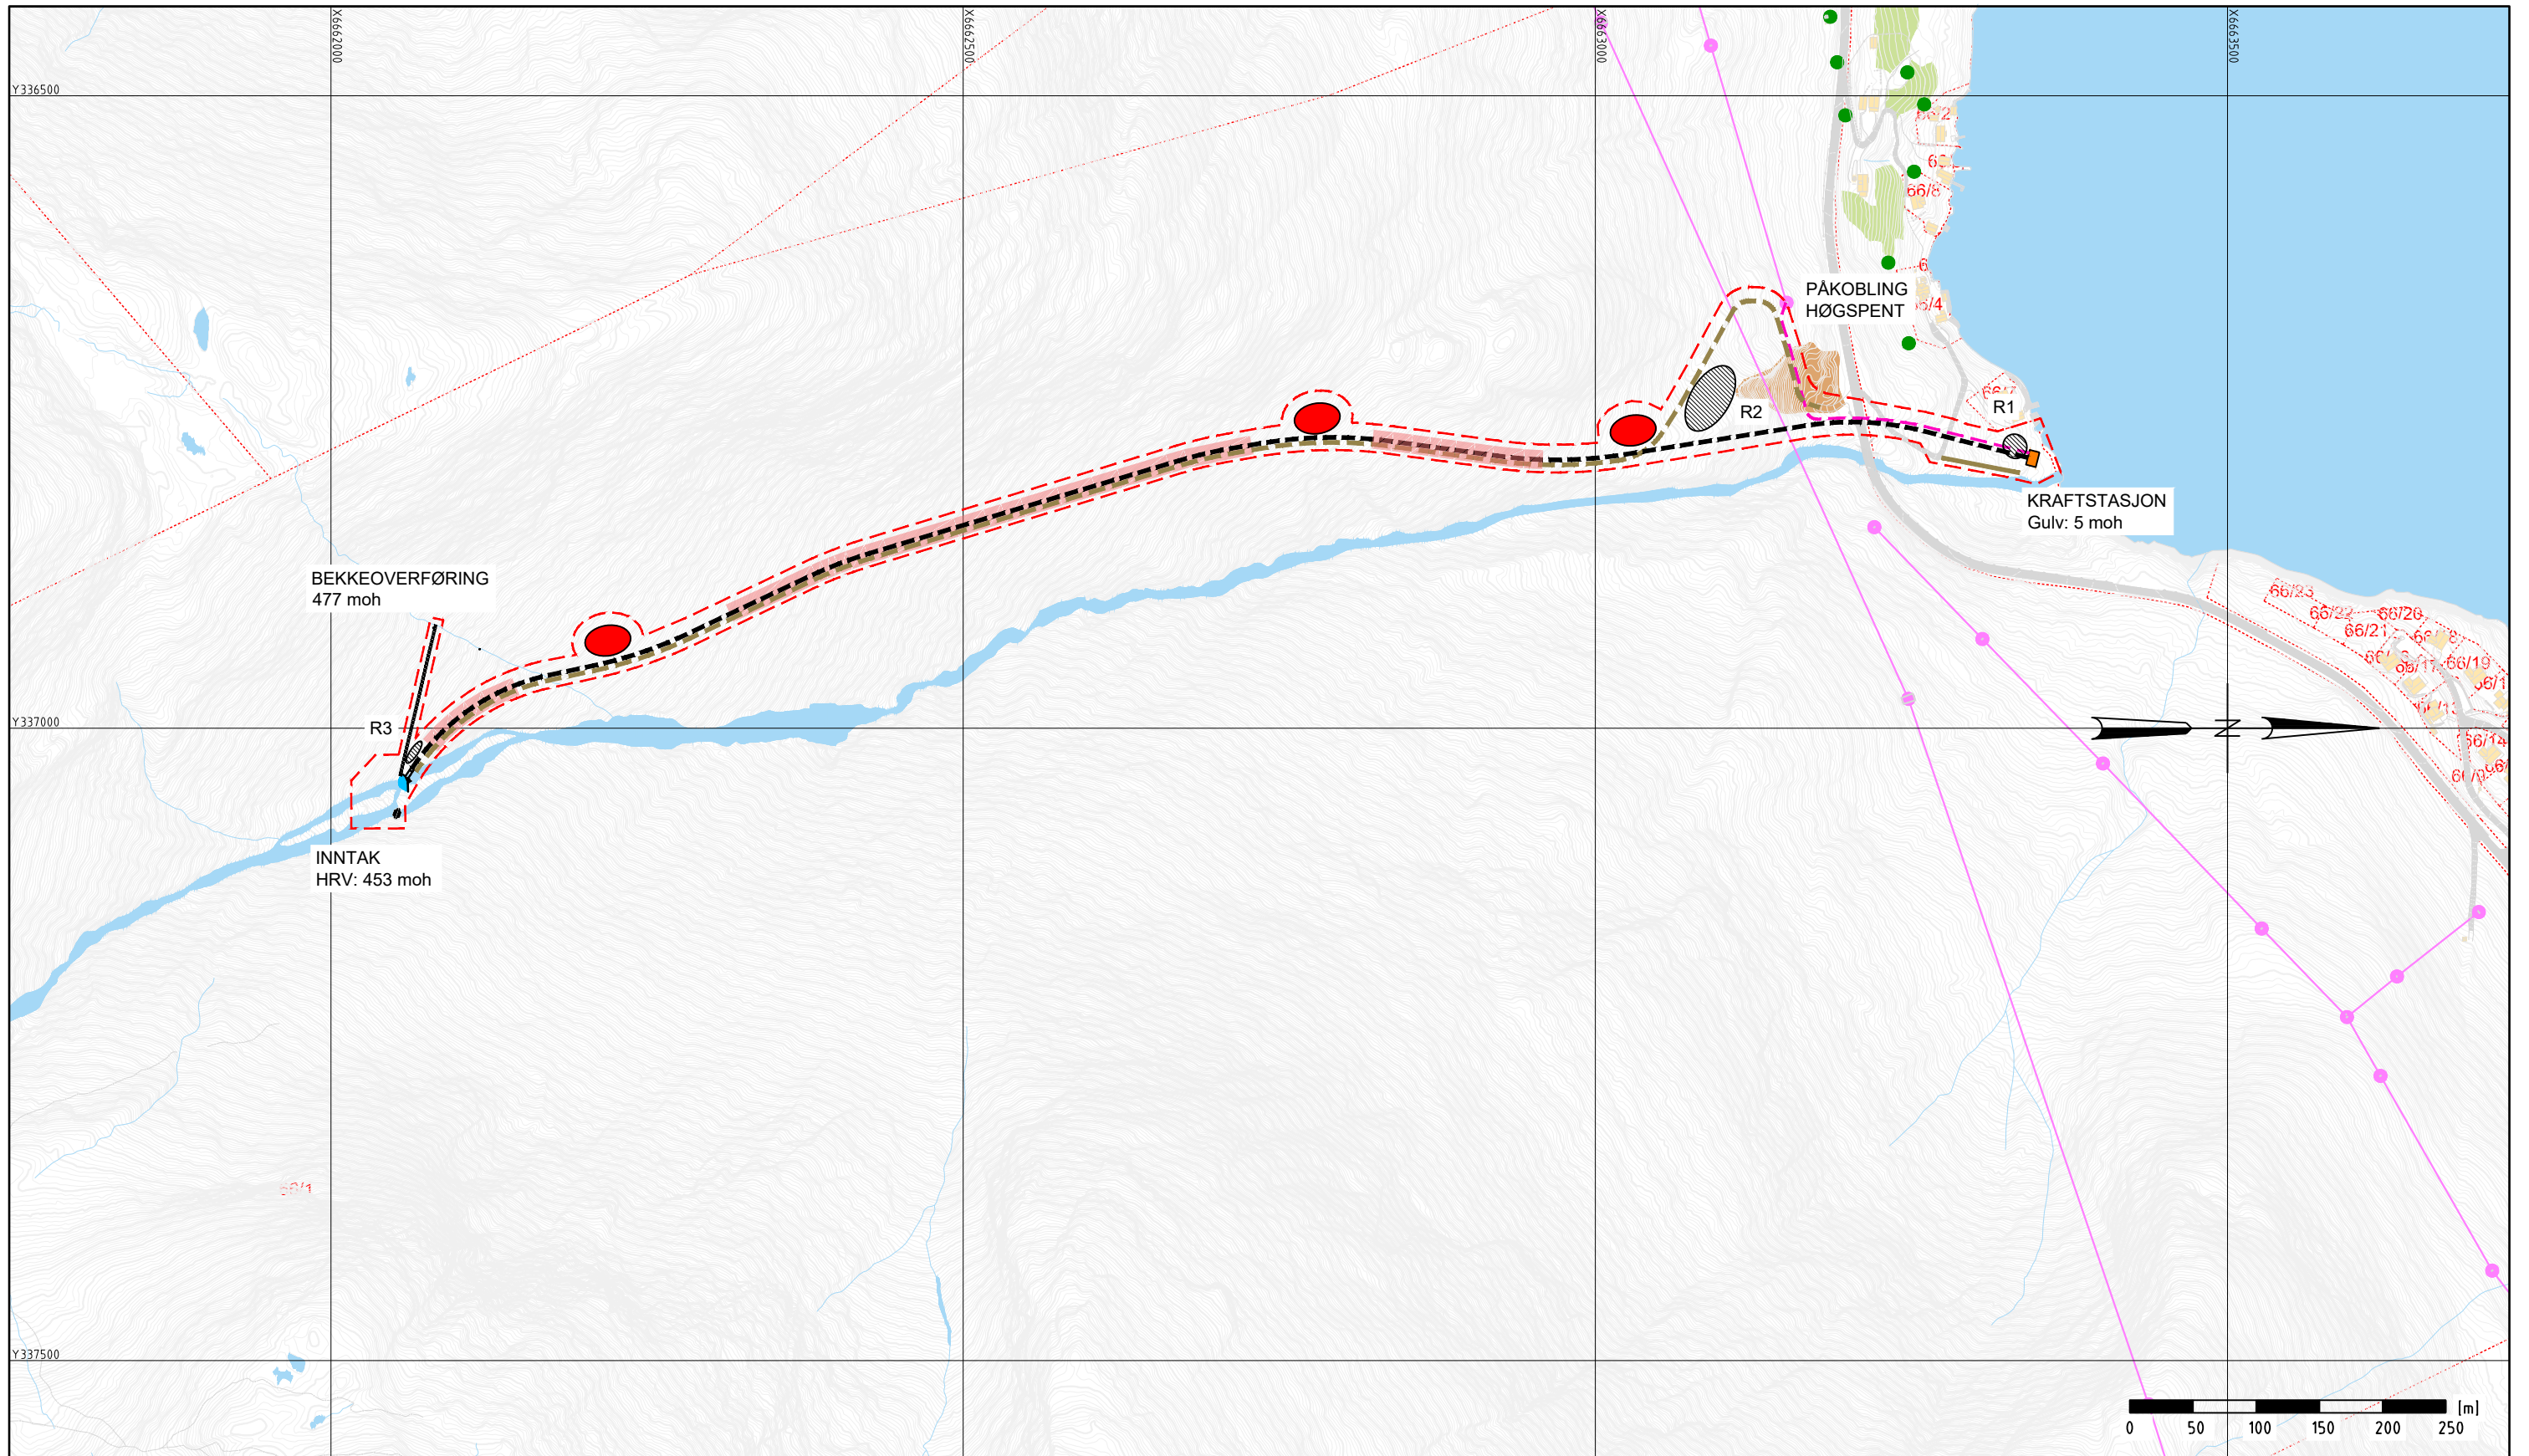 X6662000
X6662500
X6663000
X6663500
Y336500
66/8
PÅKOBLING
HØGSPENT
R1
R2
KRAFTSTASJON
Gulv: 5 moh
BEKKEOVERFØRING
477 moh
66/23
66/22
66/20
66/21
66/19
R3
Y337000
N
66/14
INNTAK
HRV: 453 moh
Y337500
[m]
0 50 100 150 200 250